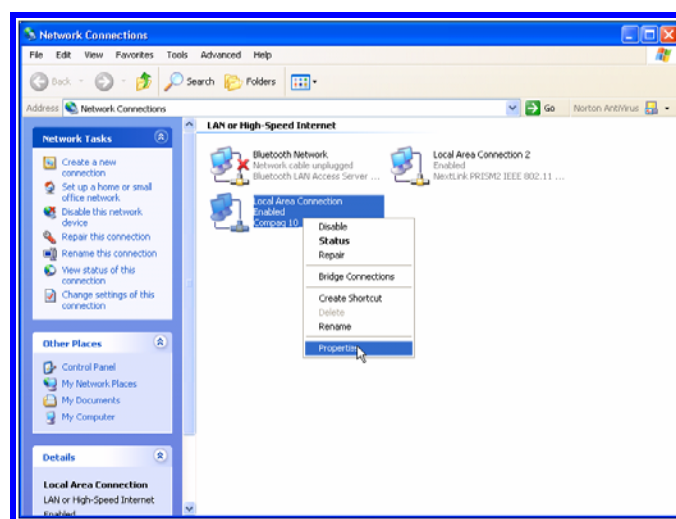 Network Connections
File Edit View Favorites Tools Advanced Help
Back Search Folders
Address Network Connections Go Norton AntiVirus
Network Tasks
Create a new
connection
Set up a home or small
office network
Disable this network
device
Repair this connection
Rename this connection
View status of this
connection
Change settings of this
connection
Other Places
Control Panel
My Network Places
My Documents
My Computer
Details
Local Area Connection
LAN or High-Speed Internet
Enabled
LAN or High-Speed Internet
Bluetooth Network
Network cable unplugged
Bluetooth LAN Access Server ...
Local Area Connection 2
Enabled
NextLink PRISM2 IEEE 802.11 ...
Local Area Connection
Enabled
Compaq 10
Disable
Status
Repair
Bridge Connections
Create Shortcut
Delete
Rename
Properties